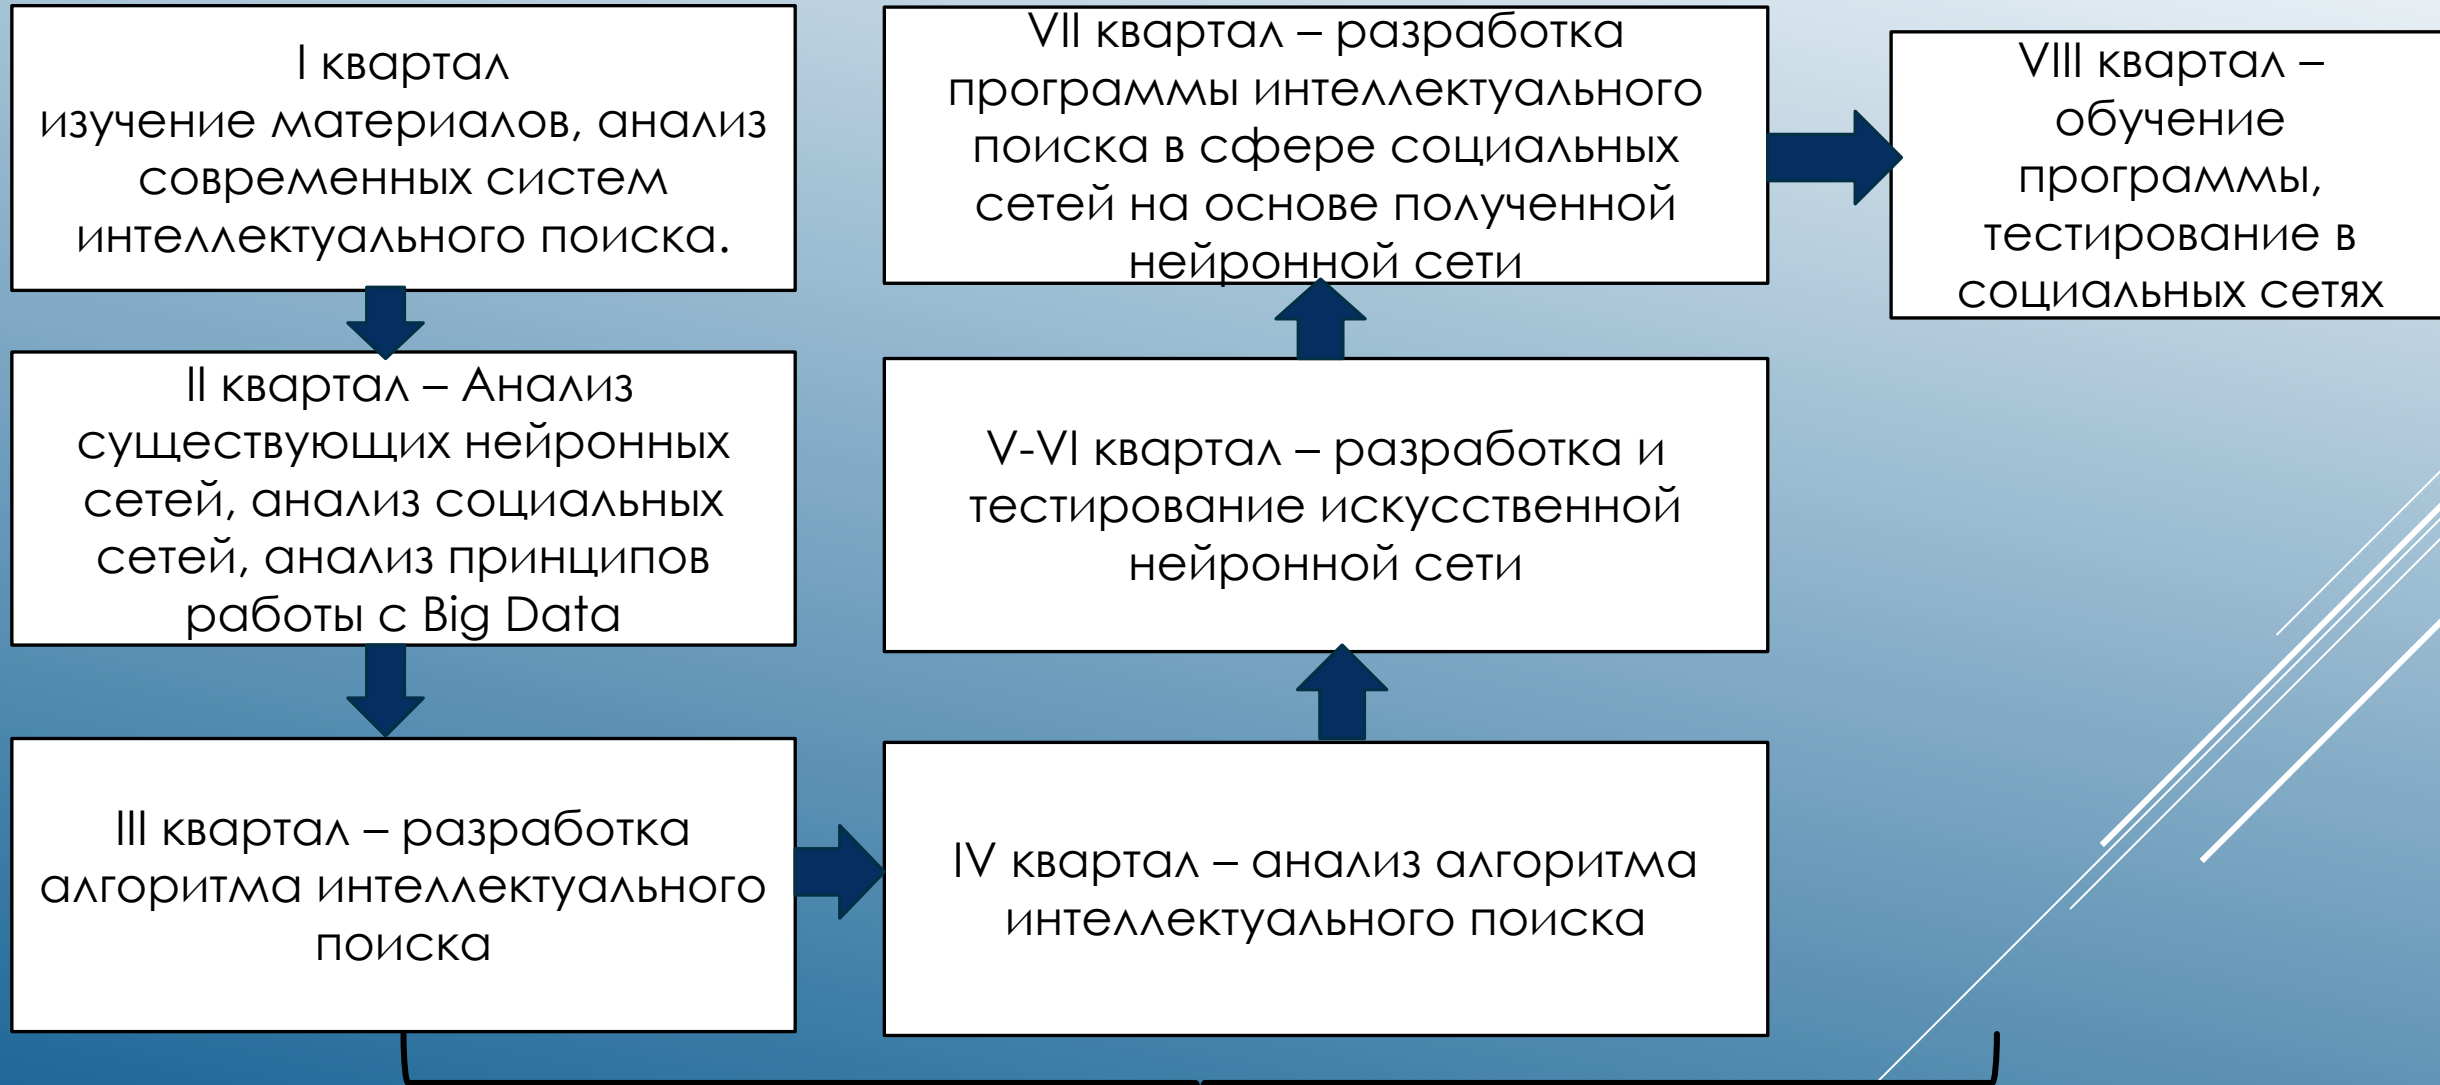 I квартал
изучение материалов, анализ
современных систем
интеллектуального поиска.
II квартал – Анализ
существующих нейронных
сетей, анализ социальных
сетей, анализ принципов
работы с Big Data
III квартал – разработка
алгоритма интеллектуального
поиска
IV квартал – анализ алгоритма
интеллектуального поиска
V-VI квартал – разработка и
тестирование искусственной
нейронной сети
VII квартал – разработка
программы интеллектуального
поиска в сфере социальных
сетей на основе полученной
нейронной сети
VIII квартал –
обучение
программы,
тестирование в
социальных сетях